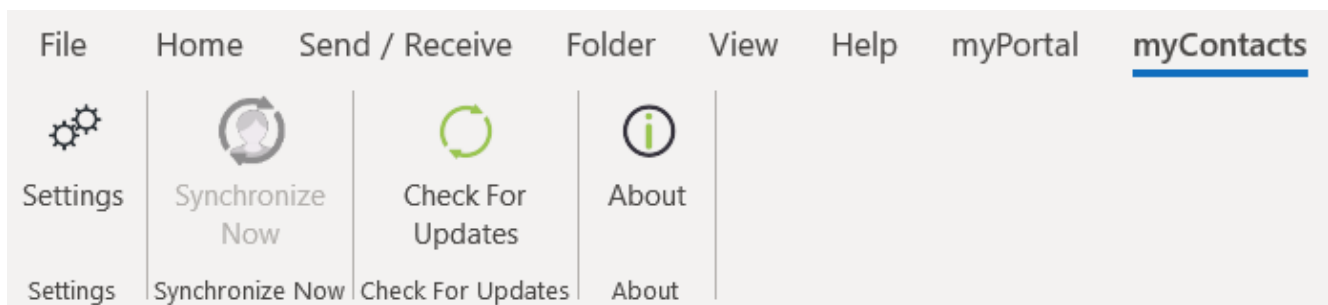 File Home Send / Receive Folder View Help myPortal myContacts
Settings Synchronize Check For About
Now Updates
Settings Synchronize Now Check For Updates About